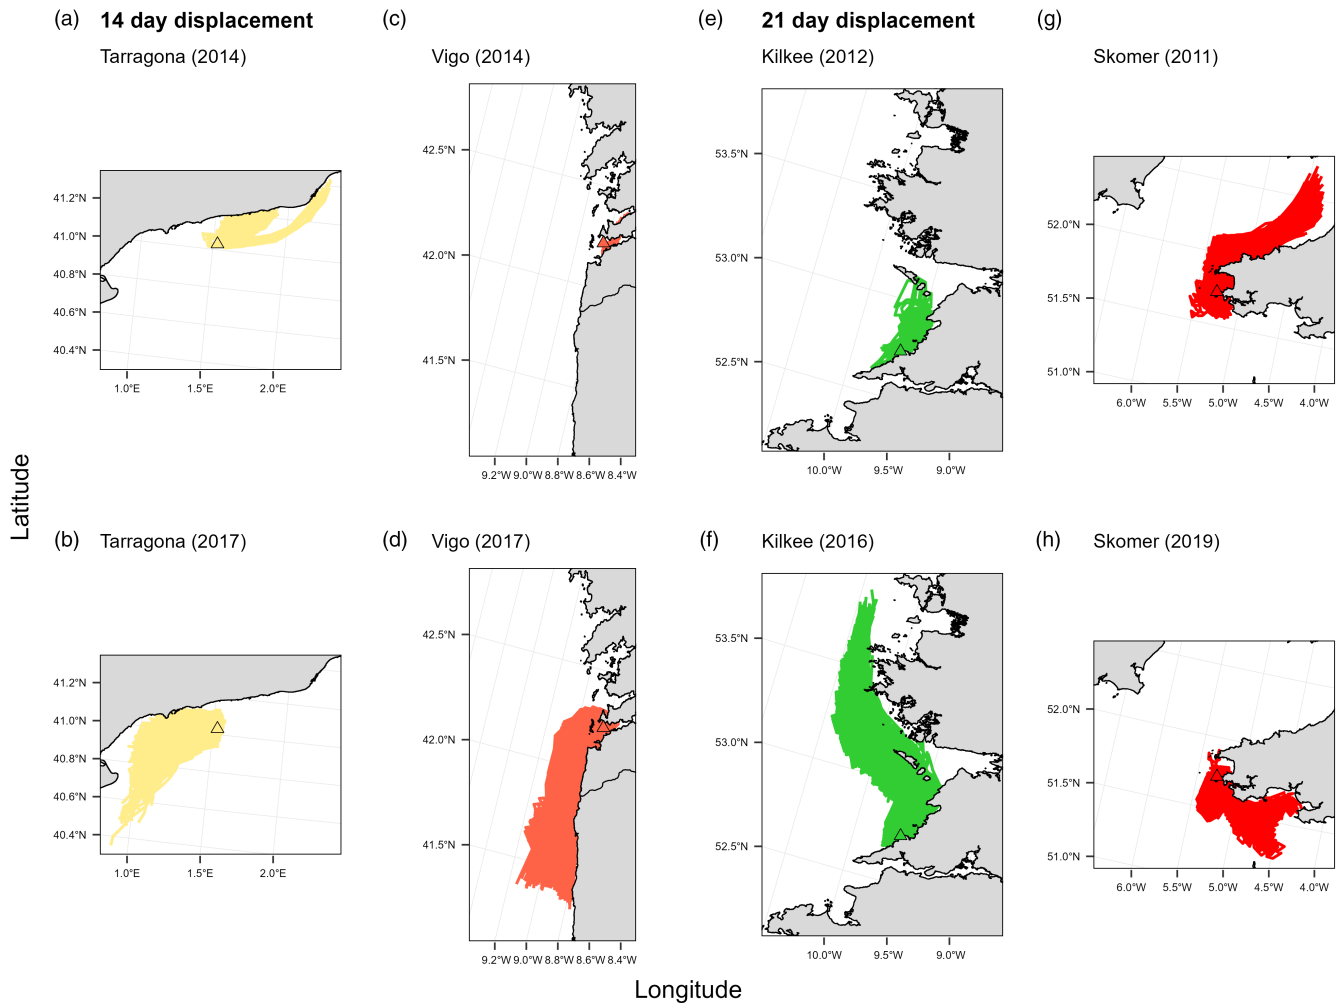 (a) 14 day displacement (c) (e) 21 day displacement (g)
Tarragona (2014) Vigo (2014) Kilkee (2012) Skomer (2011)
41.2°N
41.0°N
40.8°N
40.6°N
40.4°N
1.0°E 1.5°E 2.0°E
42.5°N
42.0°N
41.5°N
9.2°W 9.0°W 8.8°W 8.6°W 8.4°W
53.5°N
53.0°N
52.5°N
10.0°W 9.5°W 9.0°W
52.0°N
51.5°N
51.0°N
6.0°W 5.5°W 5.0°W 4.5°W 4.0°W
Latitude
(b) Tarragona (2017) (d) Vigo (2017) (f) Kilkee (2016) (h) Skomer (2019)
41.2°N
41.0°N
40.8°N
40.6°N
40.4°N
1.0°E 1.5°E 2.0°E
42.5°N
42.0°N
41.5°N
9.2°W 9.0°W 8.8°W 8.6°W 8.4°W
53.5°N
53.0°N
52.5°N
10.0°W 9.5°W 9.0°W
52.0°N
51.5°N
51.0°N
6.0°W 5.5°W 5.0°W 4.5°W 4.0°W
Longitude